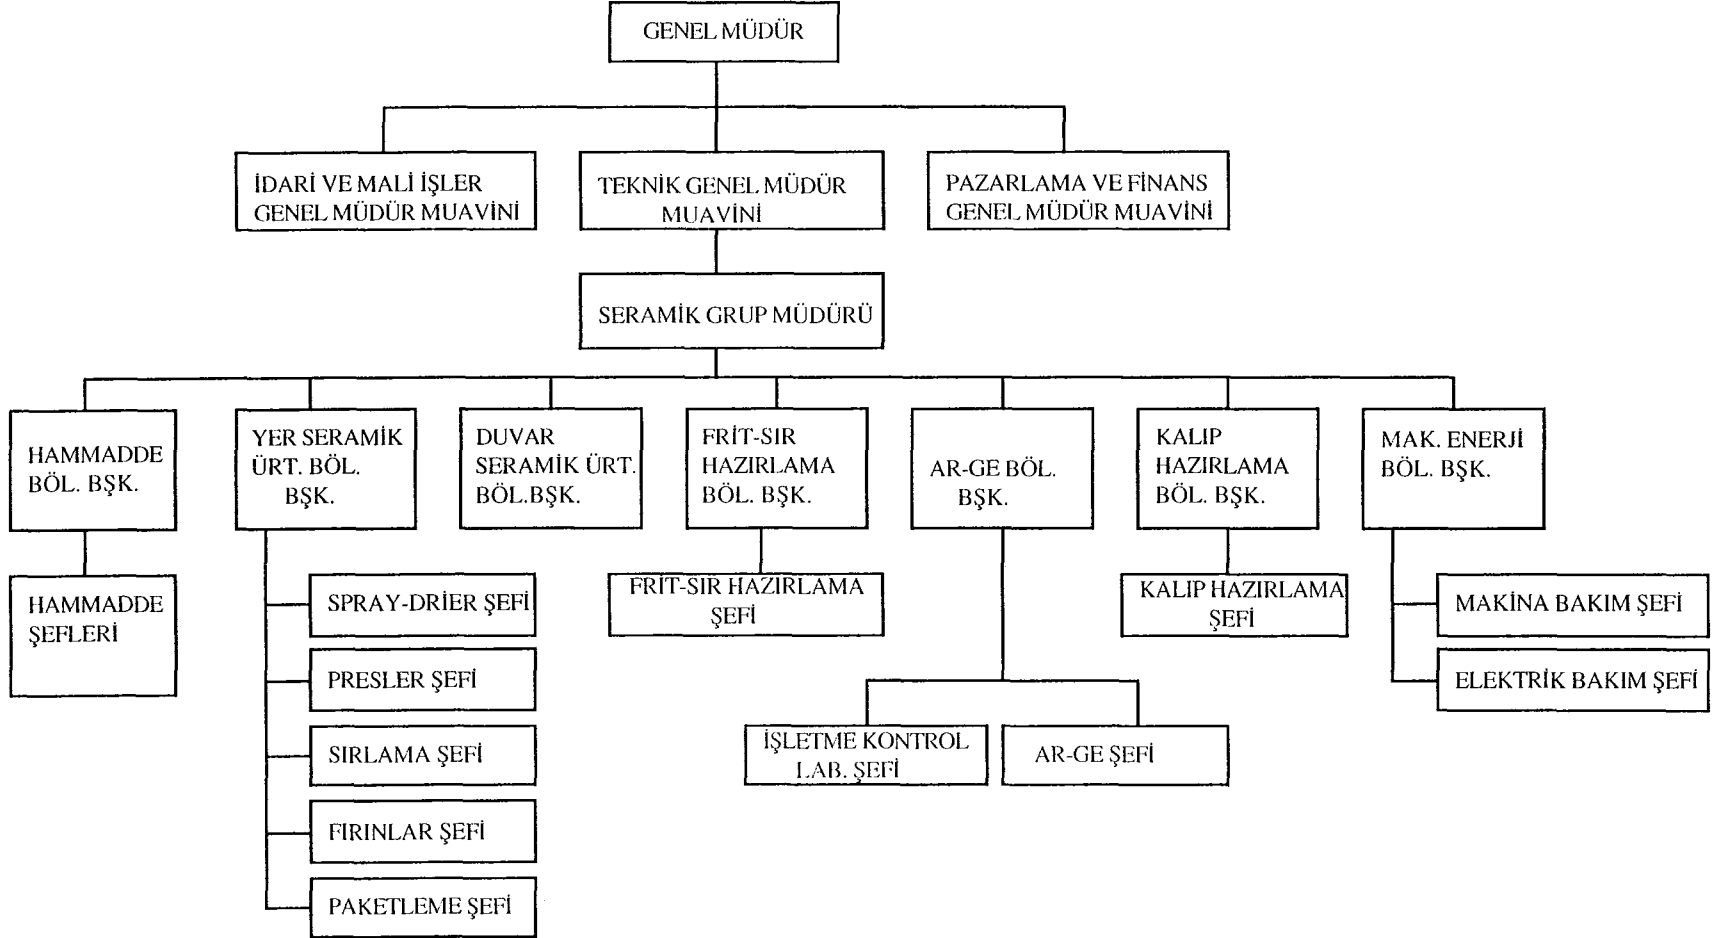 GENEL MÜDÜR
İDARİ VE MALİ İŞLER
GENEL MÜDÜR MUAVİNİ
TEKNİK GENEL MÜDÜR
MUAVİNİ
PAZARLAMA VE FİNANS
GENEL MÜDÜR MUAVİNİ
SERAMİK GRUP MÜDÜRÜ
HAMMADDE
BÖL. BŞK.
YER SERAMİK
ÜRT. BÖL.
BŞK.
DUVAR
SERAMİK ÜRT.
BÖL.BŞK.
FRİT-SIR
HAZIRLAMA
BÖL. BŞK.
AR-GE BÖL.
BŞK.
KALIP
HAZIRLAMA
BÖL. BŞK.
MAK. ENERJİ
BÖL. BŞK.
HAMMADDE
ŞEFLERİ
SPRAY-DRİER ŞEFİ
PRESLER ŞEFİ
SIRLAMA ŞEFİ
FIRINLAR ŞEFİ
PAKETLEME ŞEFİ
FRİT-SIR HAZIRLAMA
ŞEFİ
İŞLETME KONTROL
LAB. ŞEFİ
AR-GE ŞEFİ
KALIP HAZIRLAMA
ŞEFİ
MAKİNA BAKIM ŞEFİ
ELEKTRİK BAKIM ŞEFİ